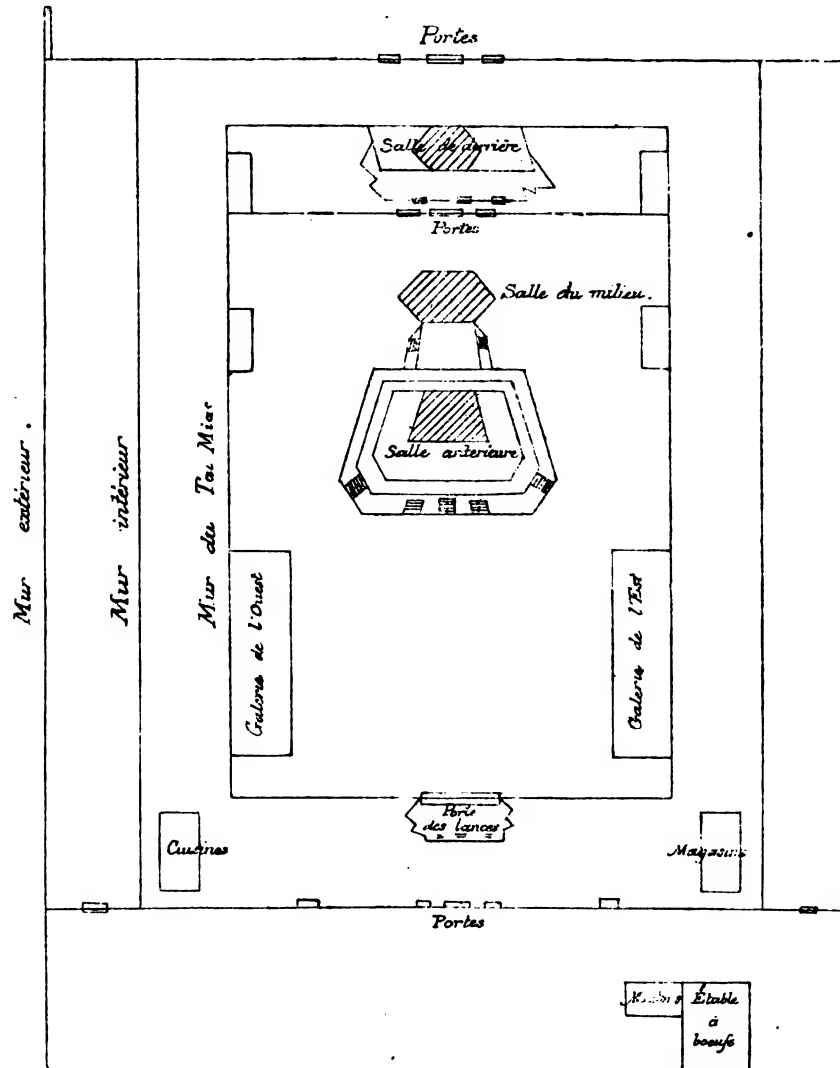 Portes
Salle de derrière
Portes
Salle du milieu.
Salle antérieure
Mur extérieur.
Mur intérieur
Mur du Tai Miao
Galerie de l'Ouest
Galerie de l'Est
Porte
des lances
Cuisines
Magasins
Portes
Étable
à
bœufs